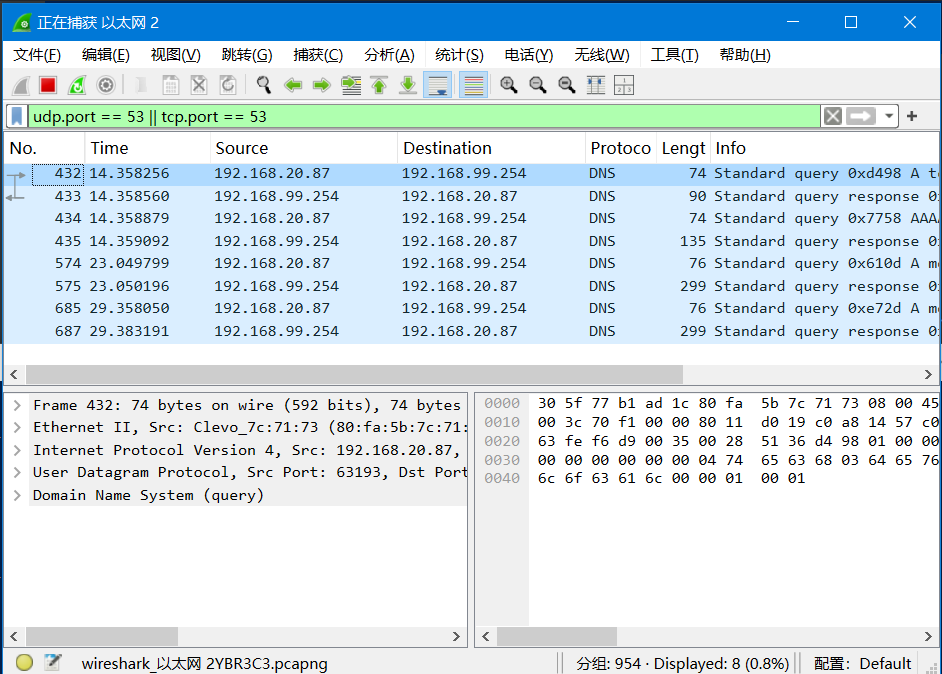 正在捕获 以太网 2
文件(F) 编辑(E) 视图(V) 跳转(G) 捕获(C) 分析(A) 统计(S) 电话(Y) 无线(W) 工具(T) 帮助(H)
udp.port == 53 || tcp.port == 53
No. Time Source Destination Protoco Lengt Info
432 14.358256 192.168.20.87 192.168.99.254 DNS 74 Standard query 0xd498 A te
433 14.358560 192.168.99.254 192.168.20.87 DNS 90 Standard query response 0x
434 14.358879 192.168.20.87 192.168.99.254 DNS 74 Standard query 0x7758 AAAA
435 14.359092 192.168.99.254 192.168.20.87 DNS 135 Standard query response 0x
574 23.049799 192.168.20.87 192.168.99.254 DNS 76 Standard query 0x610d A mo
575 23.050196 192.168.99.254 192.168.20.87 DNS 299 Standard query response 0x
685 29.358050 192.168.20.87 192.168.99.254 DNS 76 Standard query 0xe72d A mo
687 29.383191 192.168.99.254 192.168.20.87 DNS 299 Standard query response 0x
Frame 432: 74 bytes on wire (592 bits), 74 bytes
Ethernet II, Src: Clevo_7c:71:73 (80:fa:5b:7c:71:
Internet Protocol Version 4, Src: 192.168.20.87,
User Datagram Protocol, Src Port: 63193, Dst Port
Domain Name System (query)
0000 30 5f 77 b1 ad 1c 80 fa 5b 7c 71 73 08 00 45
0010 00 3c 70 f1 00 00 80 11 d0 19 c0 a8 14 57 c0
0020 63 fe f6 d9 00 35 00 28 51 36 d4 98 01 00 00
0030 00 00 00 00 00 00 04 74 65 63 68 03 64 65 76
0040 6c 6f 63 61 6c 00 00 01 00 01
wireshark_以太网 2YBR3C3.pcapng 分组: 954 · Displayed: 8 (0.8%) 配置: Default